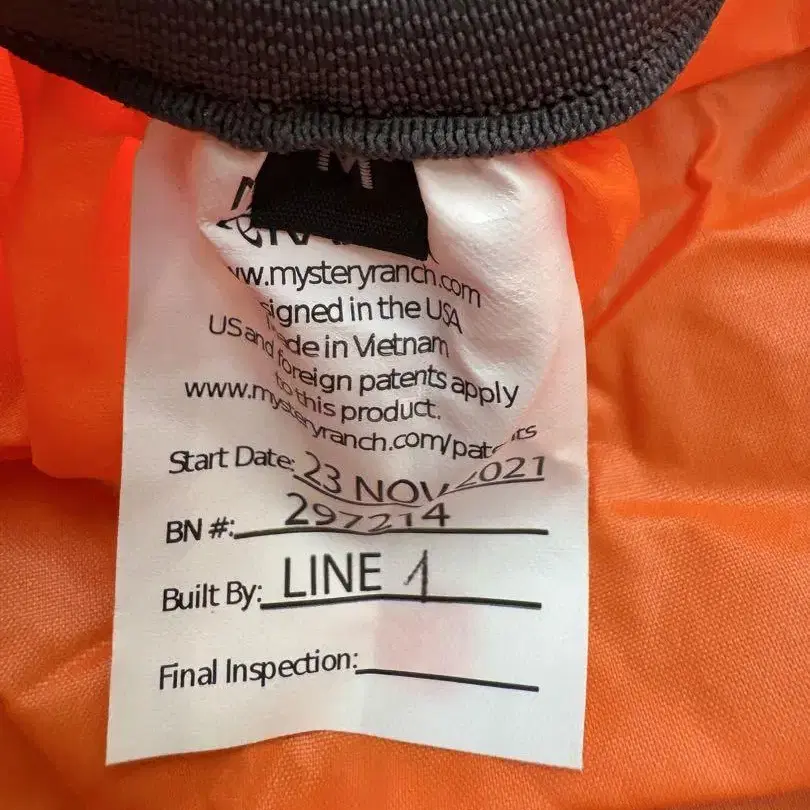 M
www.mysteryranch.com
signed in the USA
de in Vietnam
US and foreign patents apply
to this product.
www.mysteryranch.com/patents
Start Date: 23 NOV 2021
BN #: 297214
Built By: LINE 1
Final Inspection: